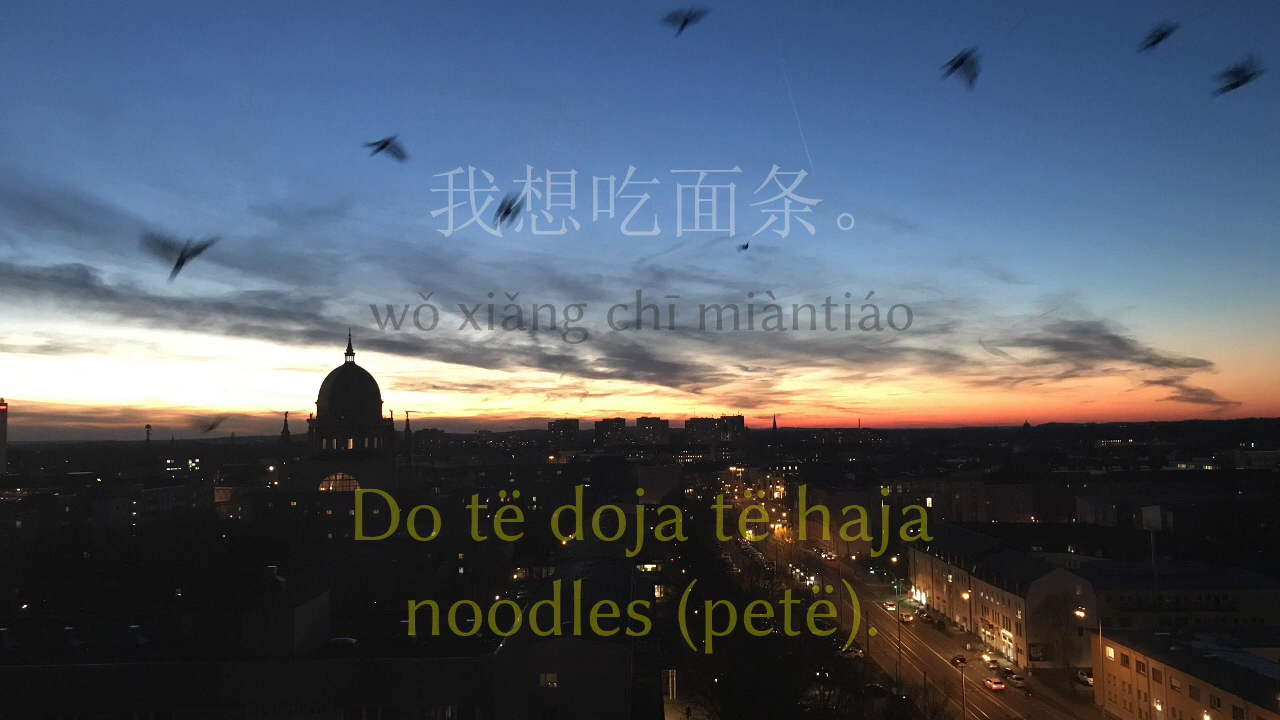 我想吃面条。
wǒ xiǎng chī miàntiáo
Do të doja të haja
noodles (petë).